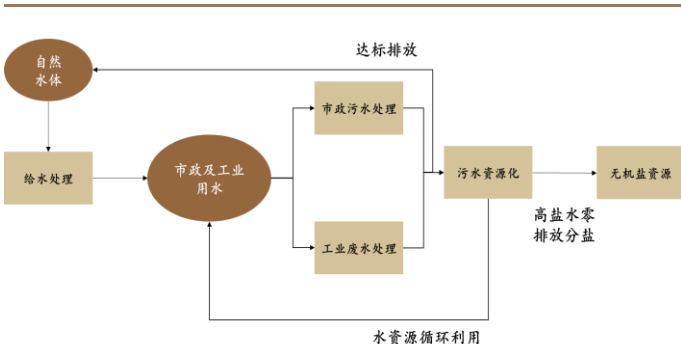 达标排放
自然
水体
市政污水处理
给水处理
市政及工业
用水
污水资源化
无机盐资源
高盐水零
排放分盐
工业废水处理
水资源循环利用